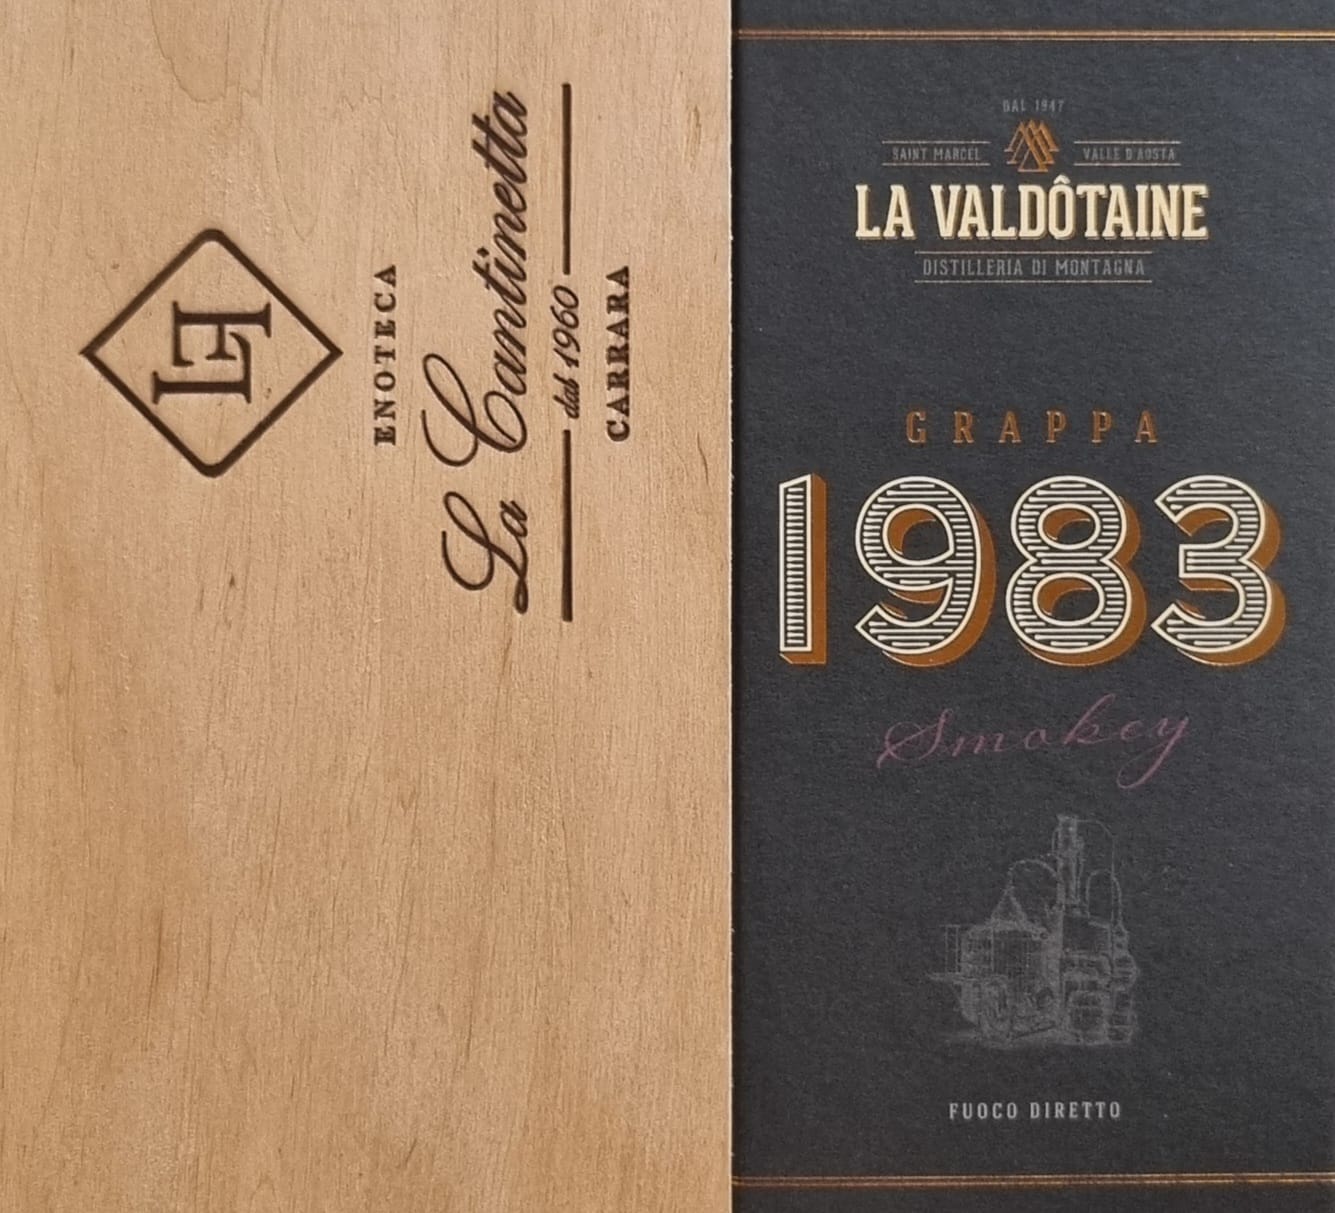 LF
ENOTECA
La Cantinetta
dal 1960
CARRARA
DAL 1947
SAINT MARCEL VALLE D'AOSTA
LA VALDÔTAINE
DISTILLERIA DI MONTAGNA
GRAPPA
1983
Smokey
FUOCO DIRETTO